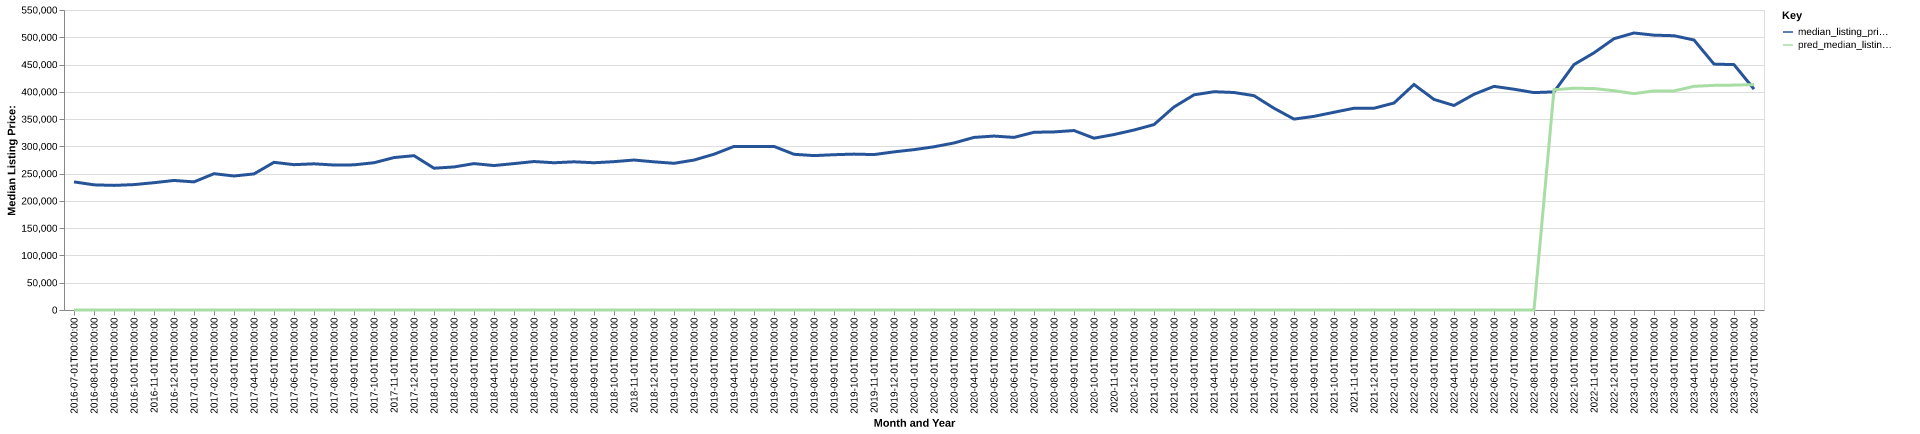 550,000
500,000
450,000
400,000
350,000
300,000
250,000
200,000
150,000
100,000
50,000
0
Median Listing Price:
2016-07-01T00:00:00
2016-08-01T00:00:00
2016-09-01T00:00:00
2016-10-01T00:00:00
2016-11-01T00:00:00
2016-12-01T00:00:00
2017-01-01T00:00:00
2017-02-01T00:00:00
2017-03-01T00:00:00
2017-04-01T00:00:00
2017-05-01T00:00:00
2017-06-01T00:00:00
2017-07-01T00:00:00
2017-08-01T00:00:00
2017-09-01T00:00:00
2017-10-01T00:00:00
2017-11-01T00:00:00
2017-12-01T00:00:00
2018-01-01T00:00:00
2018-02-01T00:00:00
2018-03-01T00:00:00
2018-04-01T00:00:00
2018-05-01T00:00:00
2018-06-01T00:00:00
2018-07-01T00:00:00
2018-08-01T00:00:00
2018-09-01T00:00:00
2018-10-01T00:00:00
2018-11-01T00:00:00
2018-12-01T00:00:00
2019-01-01T00:00:00
2019-02-01T00:00:00
2019-03-01T00:00:00
2019-04-01T00:00:00
2019-05-01T00:00:00
2019-06-01T00:00:00
2019-07-01T00:00:00
2019-08-01T00:00:00
2019-09-01T00:00:00
2019-10-01T00:00:00
2019-11-01T00:00:00
2019-12-01T00:00:00
2020-01-01T00:00:00
2020-02-01T00:00:00
2020-03-01T00:00:00
2020-04-01T00:00:00
2020-05-01T00:00:00
2020-06-01T00:00:00
2020-07-01T00:00:00
2020-08-01T00:00:00
2020-09-01T00:00:00
2020-10-01T00:00:00
2020-11-01T00:00:00
2020-12-01T00:00:00
2021-01-01T00:00:00
2021-02-01T00:00:00
2021-03-01T00:00:00
2021-04-01T00:00:00
2021-05-01T00:00:00
2021-06-01T00:00:00
2021-07-01T00:00:00
2021-08-01T00:00:00
2021-09-01T00:00:00
2021-10-01T00:00:00
2021-11-01T00:00:00
2021-12-01T00:00:00
2022-01-01T00:00:00
2022-02-01T00:00:00
2022-03-01T00:00:00
2022-04-01T00:00:00
2022-05-01T00:00:00
2022-06-01T00:00:00
2022-07-01T00:00:00
2022-08-01T00:00:00
2022-09-01T00:00:00
2022-10-01T00:00:00
2022-11-01T00:00:00
2022-12-01T00:00:00
2023-01-01T00:00:00
2023-02-01T00:00:00
2023-03-01T00:00:00
2023-04-01T00:00:00
2023-05-01T00:00:00
2023-06-01T00:00:00
2023-07-01T00:00:00
Month and Year
Key
median_listing_pri…
pred_median_listin…